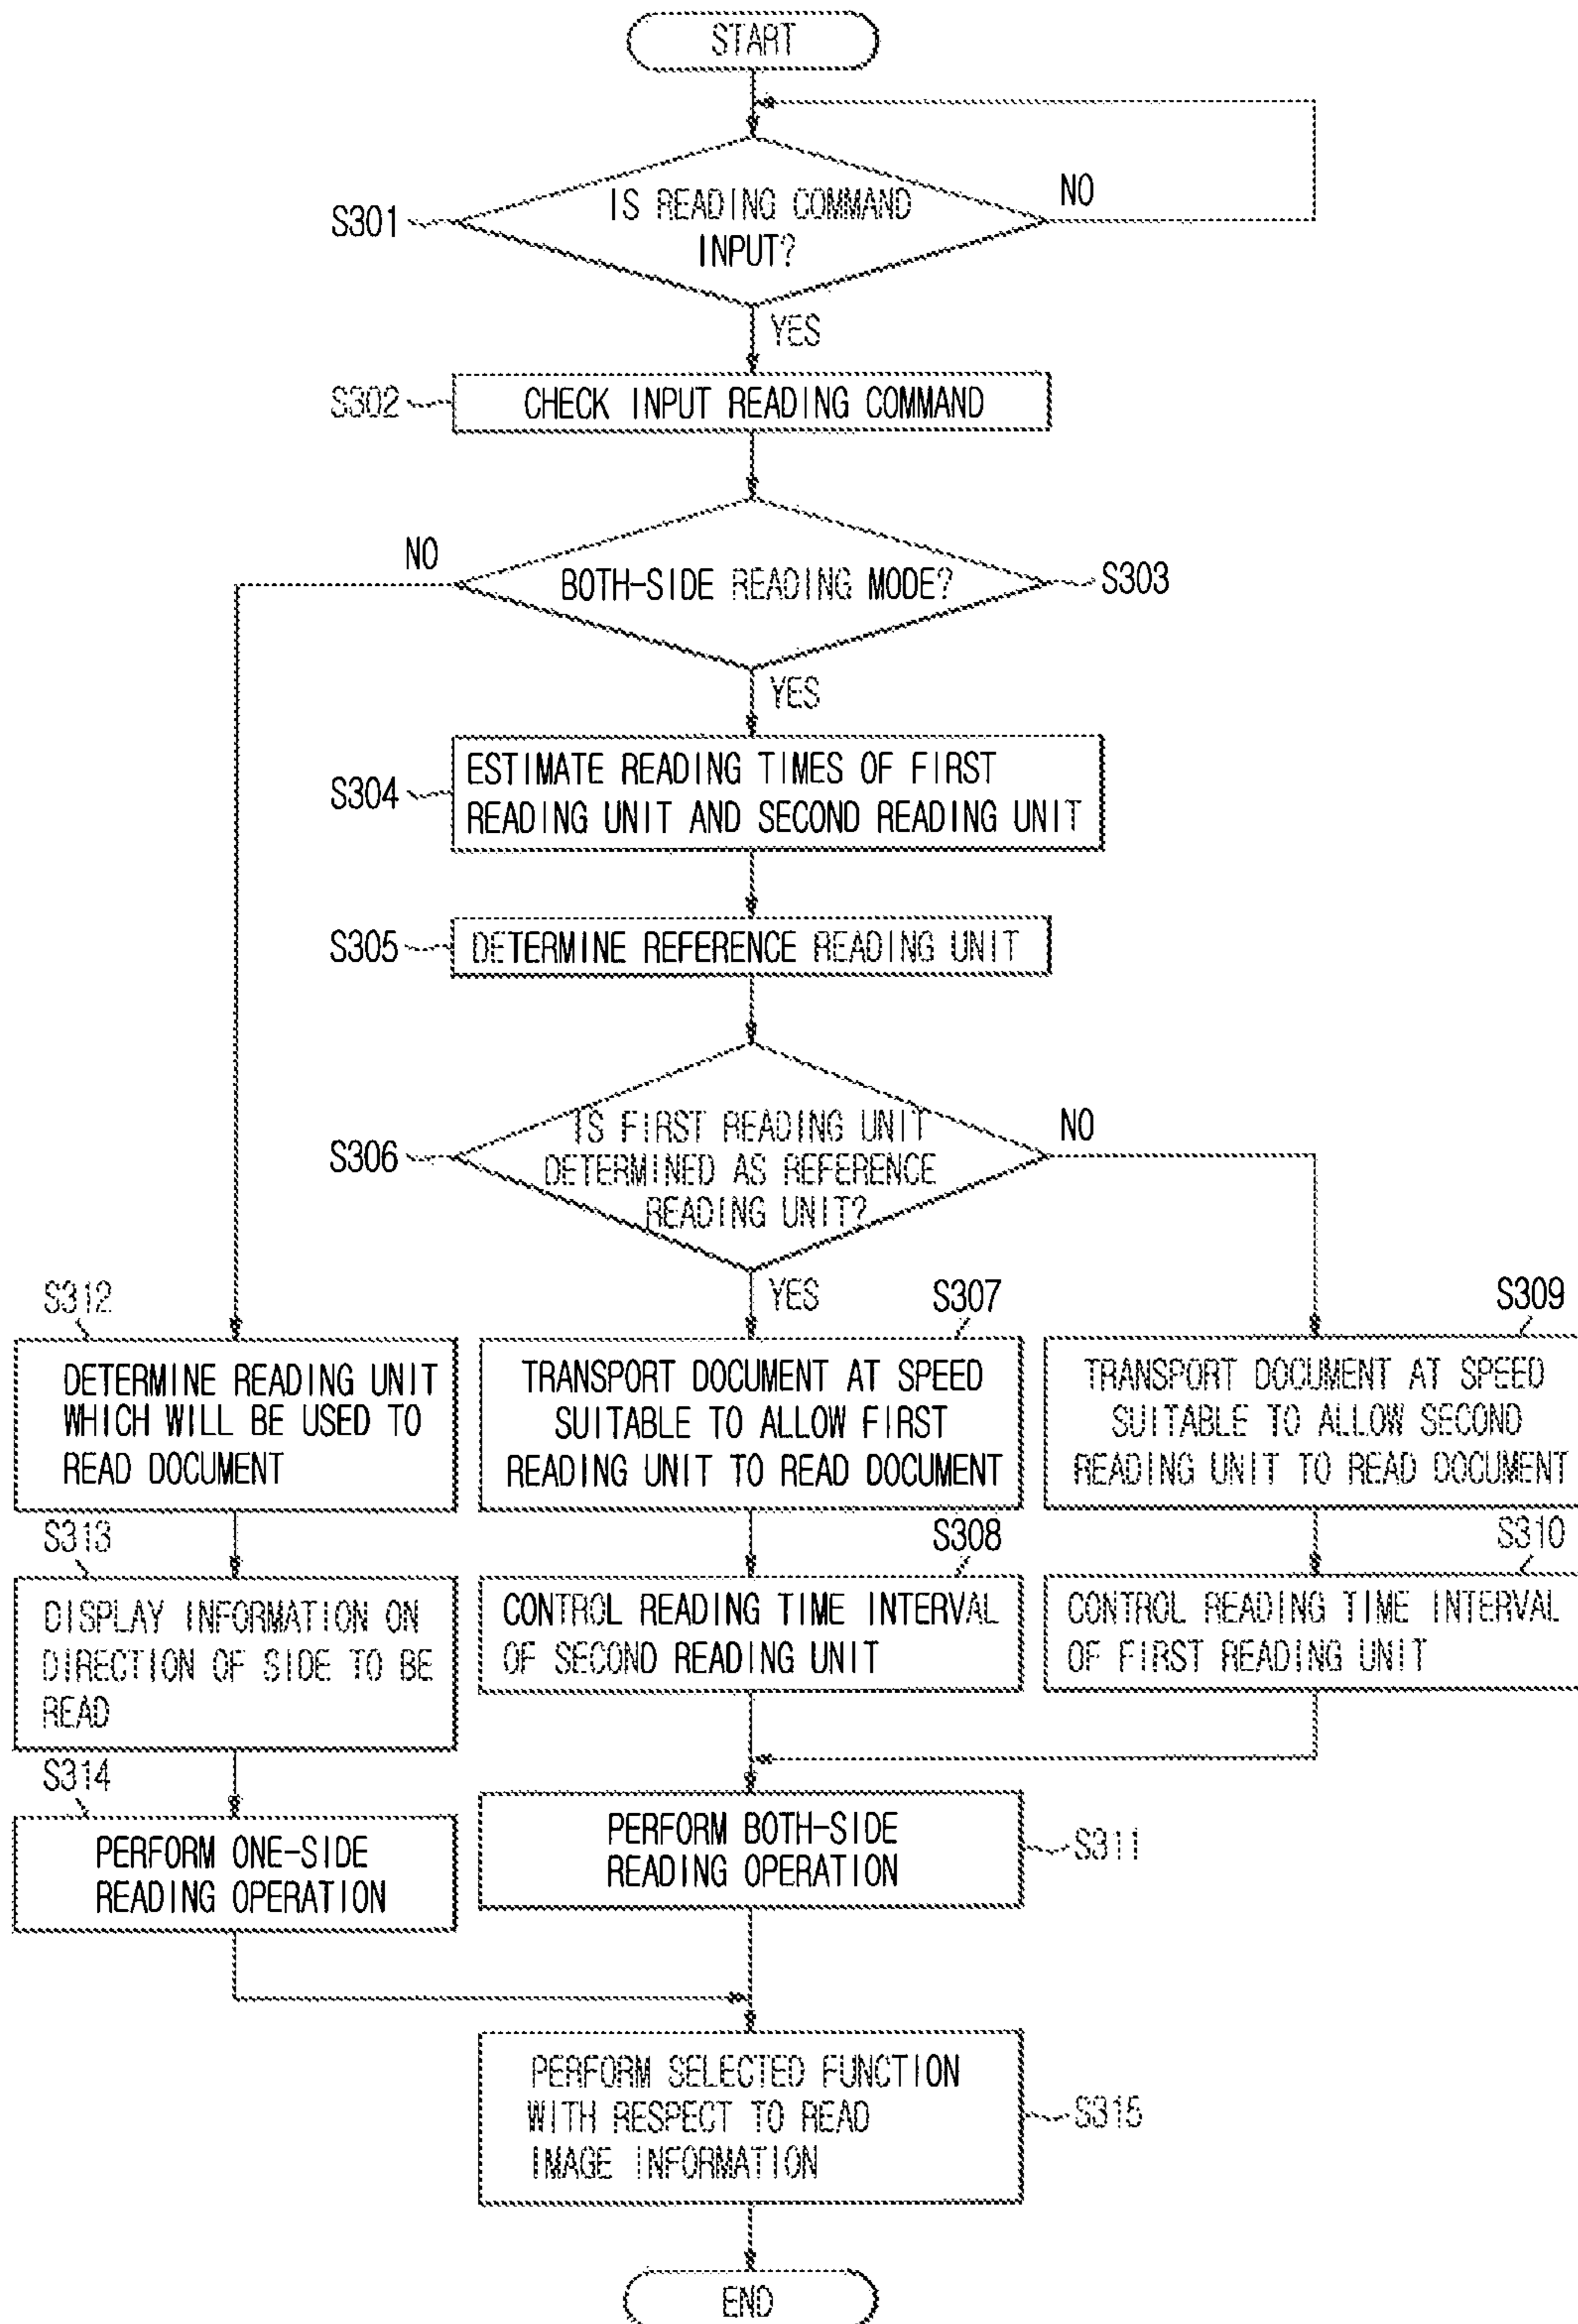 START
IS READING COMMAND
INPUT?
NO
S301
YES
S302
CHECK INPUT READING COMMAND
NO
BOTH-SIDE READING MODE?
S303
YES
S304
ESTIMATE READING TIMES OF FIRST
READING UNIT AND SECOND READING UNIT
S305
DETERMINE REFERENCE READING UNIT
S306
IS FIRST READING UNIT
DETERMINED AS REFERENCE
READING UNIT?
NO
YES
S312
DETERMINE READING UNIT
WHICH WILL BE USED TO
READ DOCUMENT
S307
TRANSPORT DOCUMENT AT SPEED
SUITABLE TO ALLOW FIRST
READING UNIT TO READ DOCUMENT
S309
TRANSPORT DOCUMENT AT SPEED
SUITABLE TO ALLOW SECOND
READING UNIT TO READ DOCUMENT
S313
DISPLAY INFORMATION ON
DIRECTION OF SIDE TO BE
READ
S308
CONTROL READING TIME INTERVAL
OF SECOND READING UNIT
S310
CONTROL READING TIME INTERVAL
OF FIRST READING UNIT
S314
PERFORM ONE-SIDE
READING OPERATION
PERFORM BOTH-SIDE
READING OPERATION
S311
PERFORM SELECTED FUNCTION
WITH RESPECT TO READ
IMAGE INFORMATION
S315
END